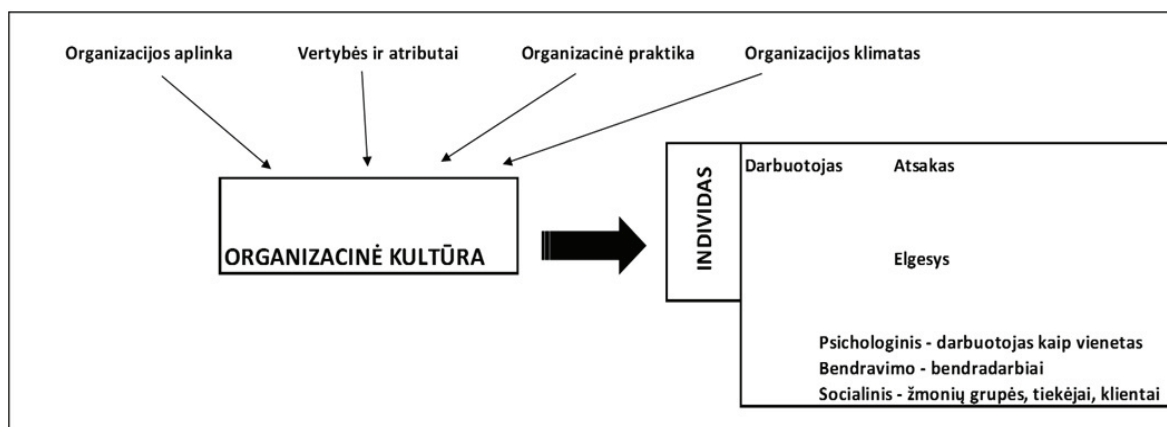 Organizacijos aplinka
Vertybės ir atributai
Organizacinė praktika
Organizacijos klimatas
ORGANIZACINĖ KULTŪRA
INDIVIDAS
Darbuotojas
Atsakas
Elgesys
Psichologinis - darbuotojas kaip vienetas
Bendravimo - bendradarbiai
Socialinis - žmonių grupės, tiekėjai, klientai